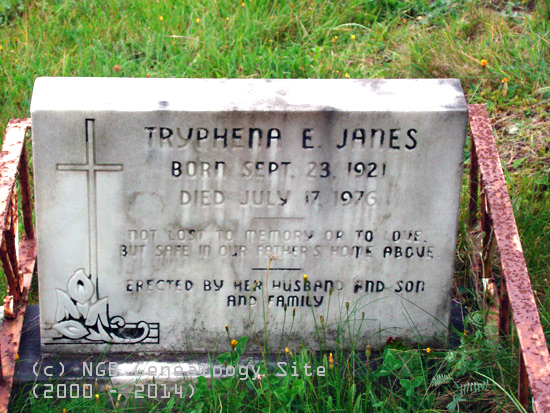 TRYPHENA E. JANES
BORN SEPT. 23, 1921
DIED JULY 17, 1976
NOT LOST TO MEMORY OR TO LOVE,
BUT SAFE IN OUR FATHER'S HOME ABOVE.
ERECTED BY HER HUSBAND AND SON
AND FAMILY
(c) NGB Genealogy Site
(2000 - 2014)